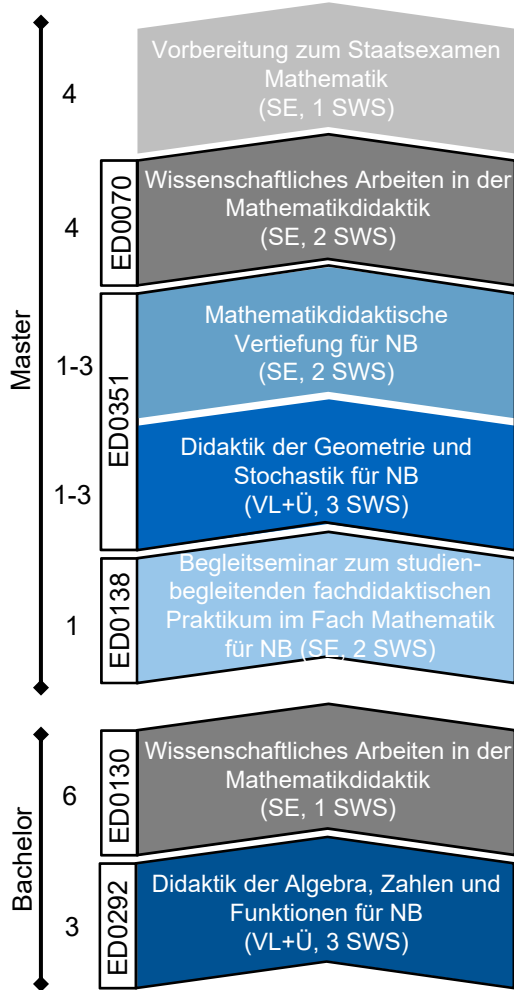 Master
4
Vorbereitung zum Staatsexamen
Mathematik
(SE, 1 SWS)
4
ED0070
Wissenschaftliches Arbeiten in der
Mathematikdidaktik
(SE, 2 SWS)
1-3
ED0351
Mathematikdidaktische
Vertiefung für NB
(SE, 2 SWS)
1-3
Didaktik der Geometrie und
Stochastik für NB
(VL+Ü, 3 SWS)
1
ED0138
Begleitseminar zum studien-
begleitenden fachdidaktischen
Praktikum im Fach Mathematik
für NB (SE, 2 SWS)
Bachelor
6
ED0130
Wissenschaftliches Arbeiten in der
Mathematikdidaktik
(SE, 1 SWS)
3
ED0292
Didaktik der Algebra, Zahlen und
Funktionen für NB
(VL+Ü, 3 SWS)